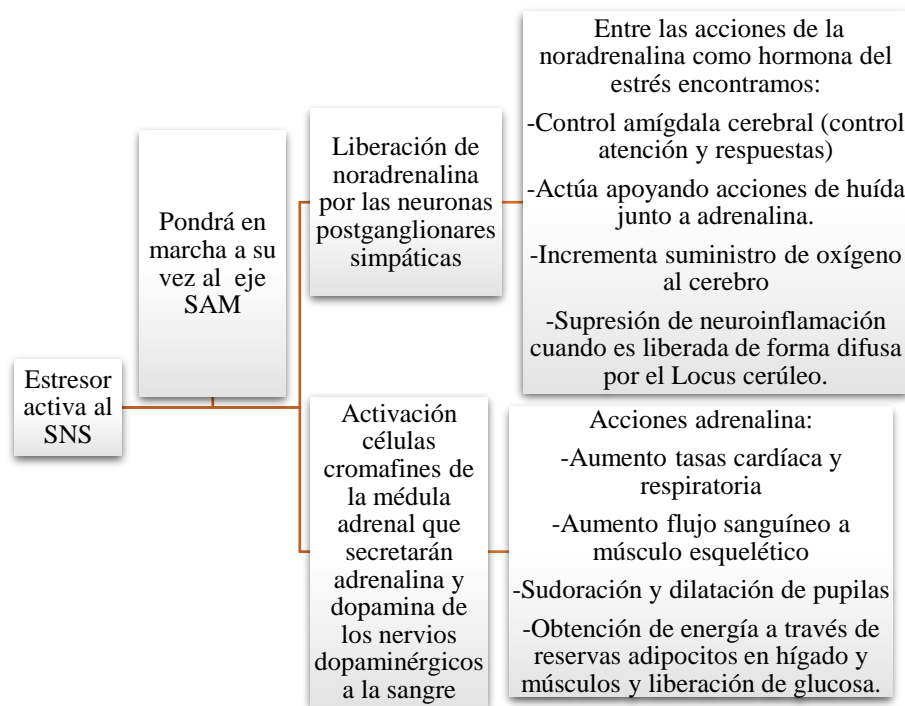 Estresor
activa al
SNS
Pondrá en
marcha a su
vez al eje
SAM
Liberación de
noradrenalina
por las neuronas
postganglionares
simpáticas
Entre las acciones de la
noradrenalina como hormona del
estrés encontramos:
-Control amígdala cerebral (control
atención y respuestas)
-Actúa apoyando acciones de huída
junto a adrenalina.
-Incrementa suministro de oxígeno
al cerebro
-Supresión de neuroinflamación
cuando es liberada de forma difusa
por el Locus cerúleo.
Activación
células
cromafines de
la médula
adrenal que
secretarán
adrenalina y
dopamina de
los nervios
dopaminérgicos
a la sangre
Acciones adrenalina:
-Aumento tasas cardíaca y
respiratoria
-Aumento flujo sanguíneo a
músculo esquelético
-Sudoración y dilatación de pupilas
-Obtención de energía a través de
reservas adipocitos en hígado y
músculos y liberación de glucosa.